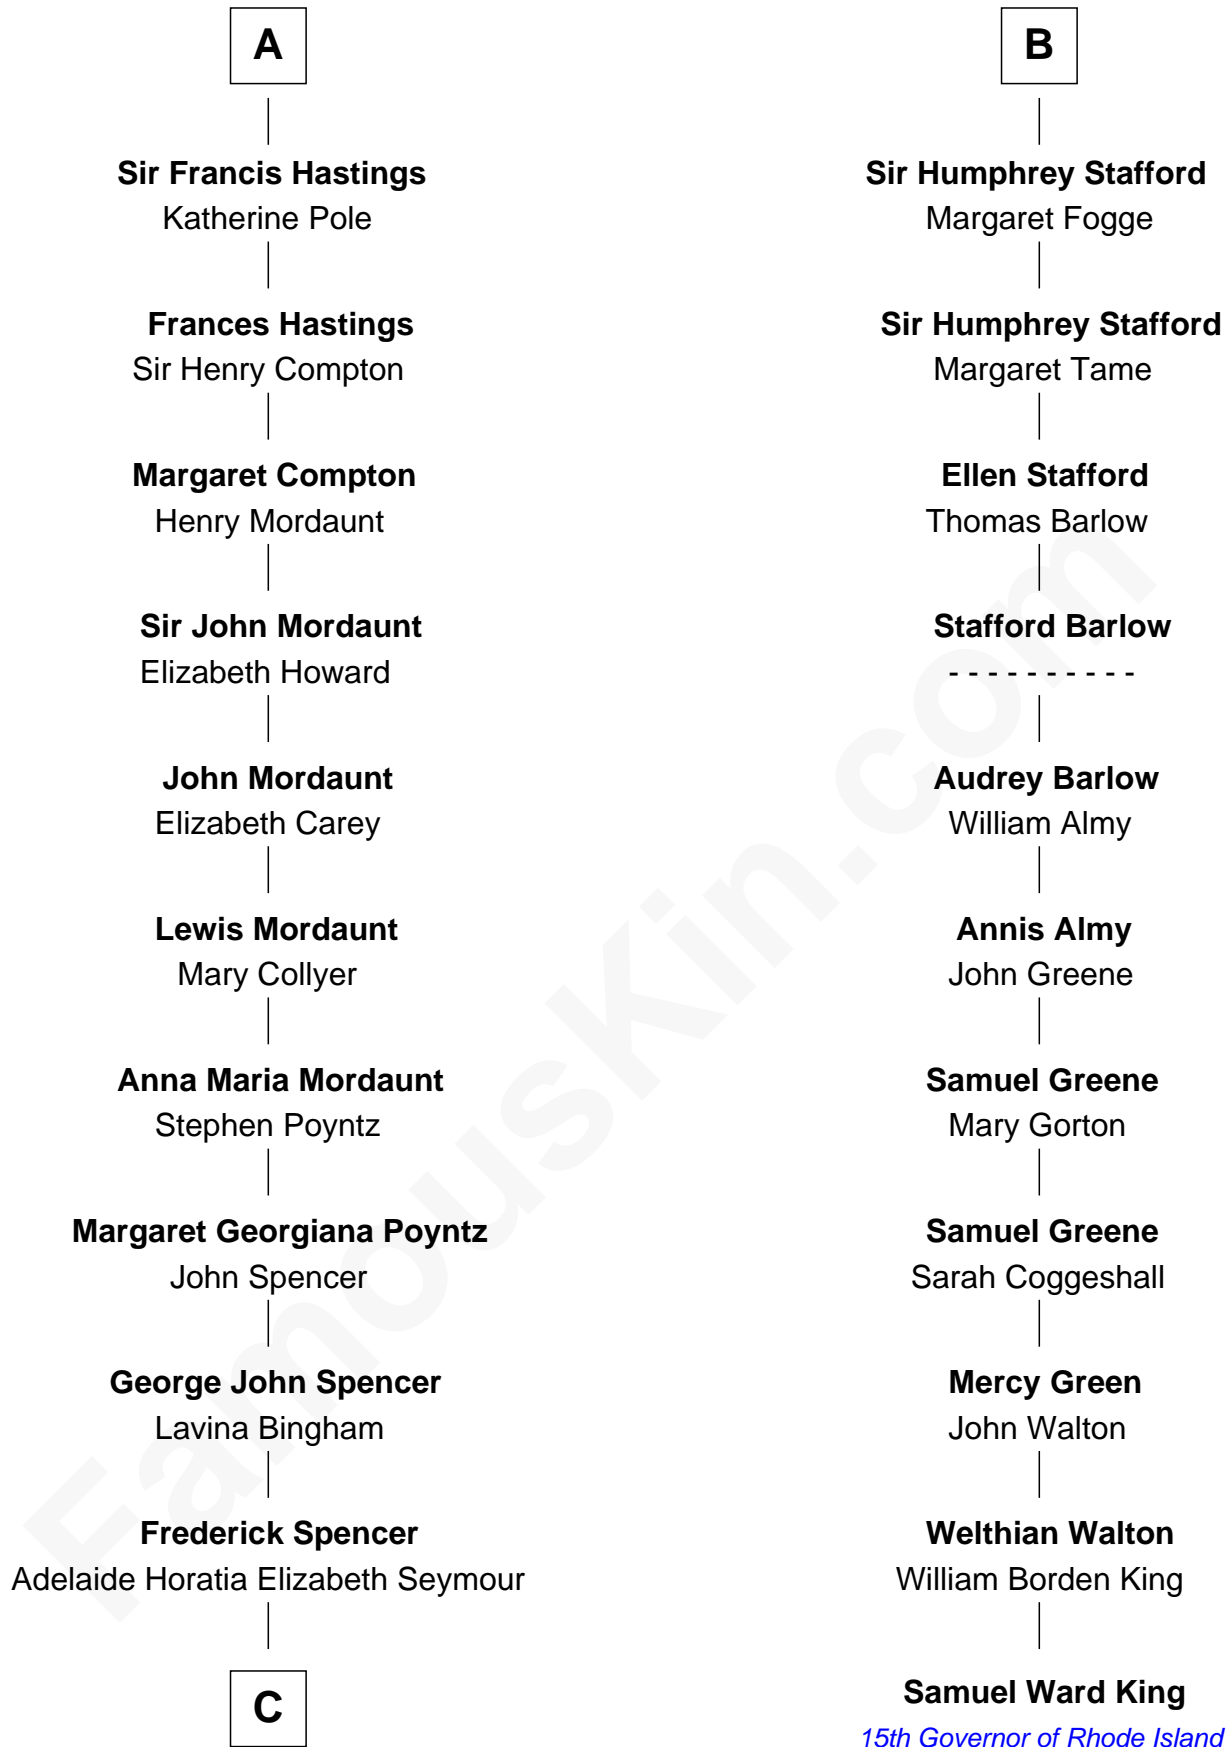 A
Sir Francis Hastings
Katherine Pole
Frances Hastings
Sir Henry Compton
Margaret Compton
Henry Mordaunt
Sir John Mordaunt
Elizabeth Howard
John Mordaunt
Elizabeth Carey
Lewis Mordaunt
Mary Collyer
Anna Maria Mordaunt
Stephen Poyntz
Margaret Georgiana Poyntz
John Spencer
George John Spencer
Lavina Bingham
Frederick Spencer
Adelaide Horatia Elizabeth Seymour
C
B
Sir Humphrey Stafford
Margaret Fogge
Sir Humphrey Stafford
Margaret Tame
Ellen Stafford
Thomas Barlow
Stafford Barlow
- - - - - - - - - -
Audrey Barlow
William Almy
Annis Almy
John Greene
Samuel Greene
Mary Gorton
Samuel Greene
Sarah Coggeshall
Mercy Green
John Walton
Welthian Walton
William Borden King
Samuel Ward King
15th Governor of Rhode Island
FamousKin.com